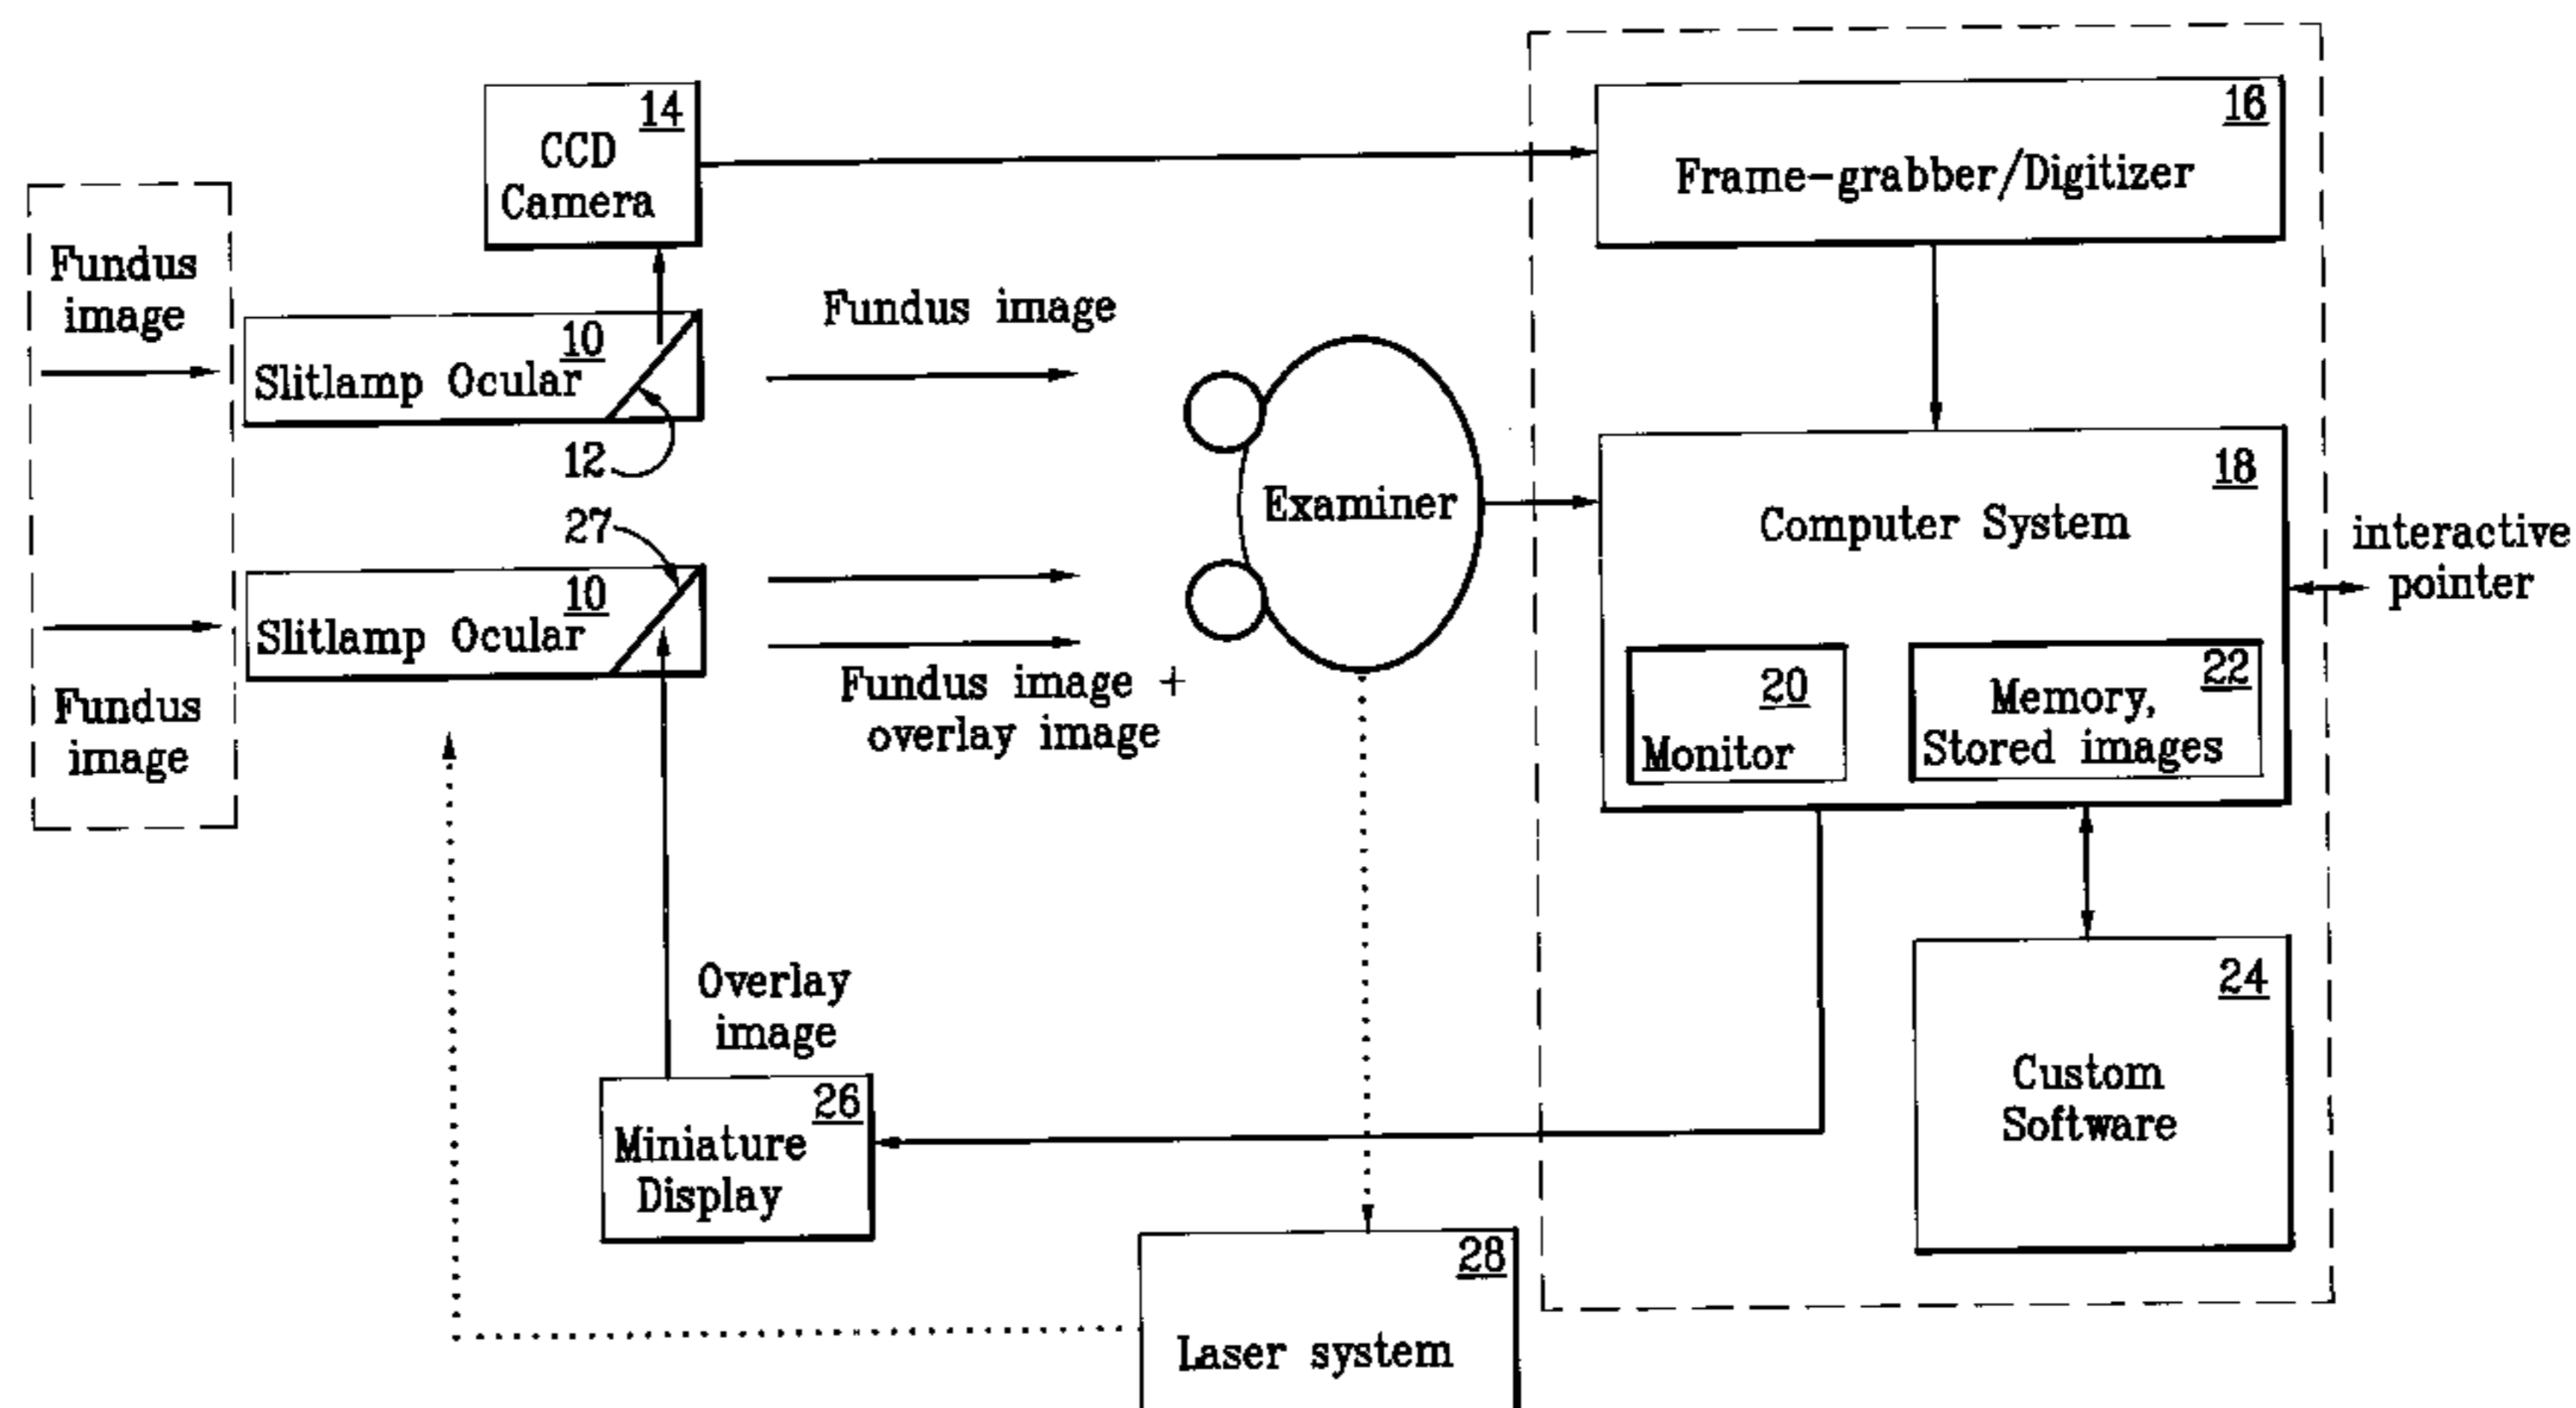 14
CCD
Camera
16
Frame-grabber/Digitizer
Fundus
image
10
Slitlamp Ocular
12
Fundus image
27
10
Slitlamp Ocular
Fundus
image
Fundus image +
overlay image
Examiner
18
Computer System
interactive
pointer
20
Monitor
22
Memory,
Stored images
24
Custom
Software
Overlay
image
26
Miniature
Display
28
Laser system